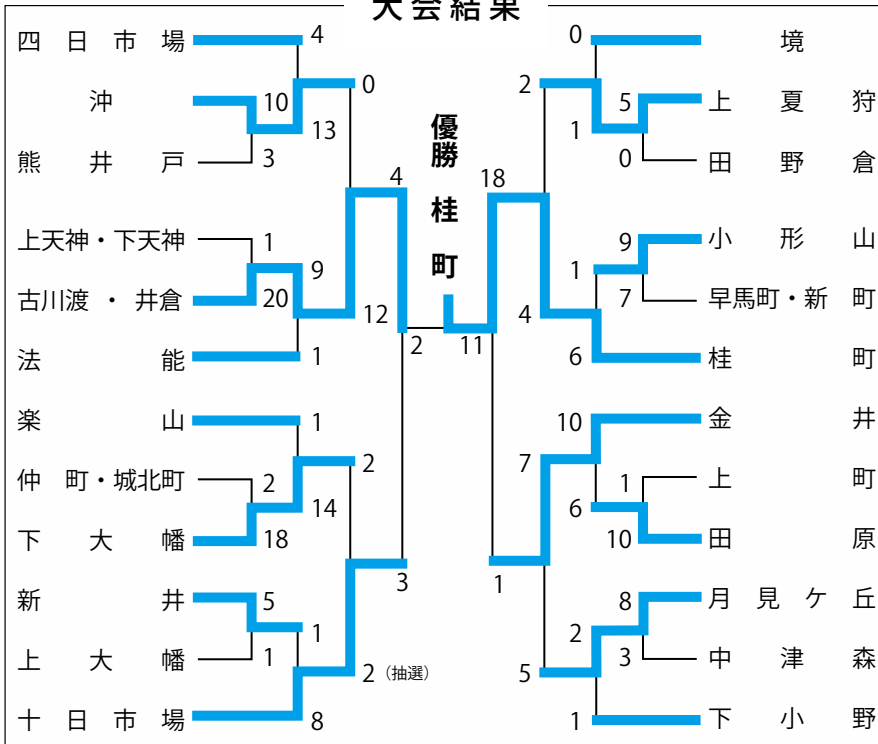 大会結果
優勝 桂町
四日市場
4
沖
10
熊井戸
3
13
0
上天神・下天神
1
古川渡・井倉
20
9
法能
1
12
4
楽山
1
仲町・城北町
2
下大幡
18
14
2
新井
5
上大幡
1
1
十日市場
8
2（抽選）
3
2
11
境
0
上夏狩
5
田野倉
0
1
2
小形山
9
早馬町・新町
7
1
桂町
6
4
18
金井
10
上町
1
田原
10
6
7
月見ケ丘
8
中津森
3
2
下小野
1
5
1